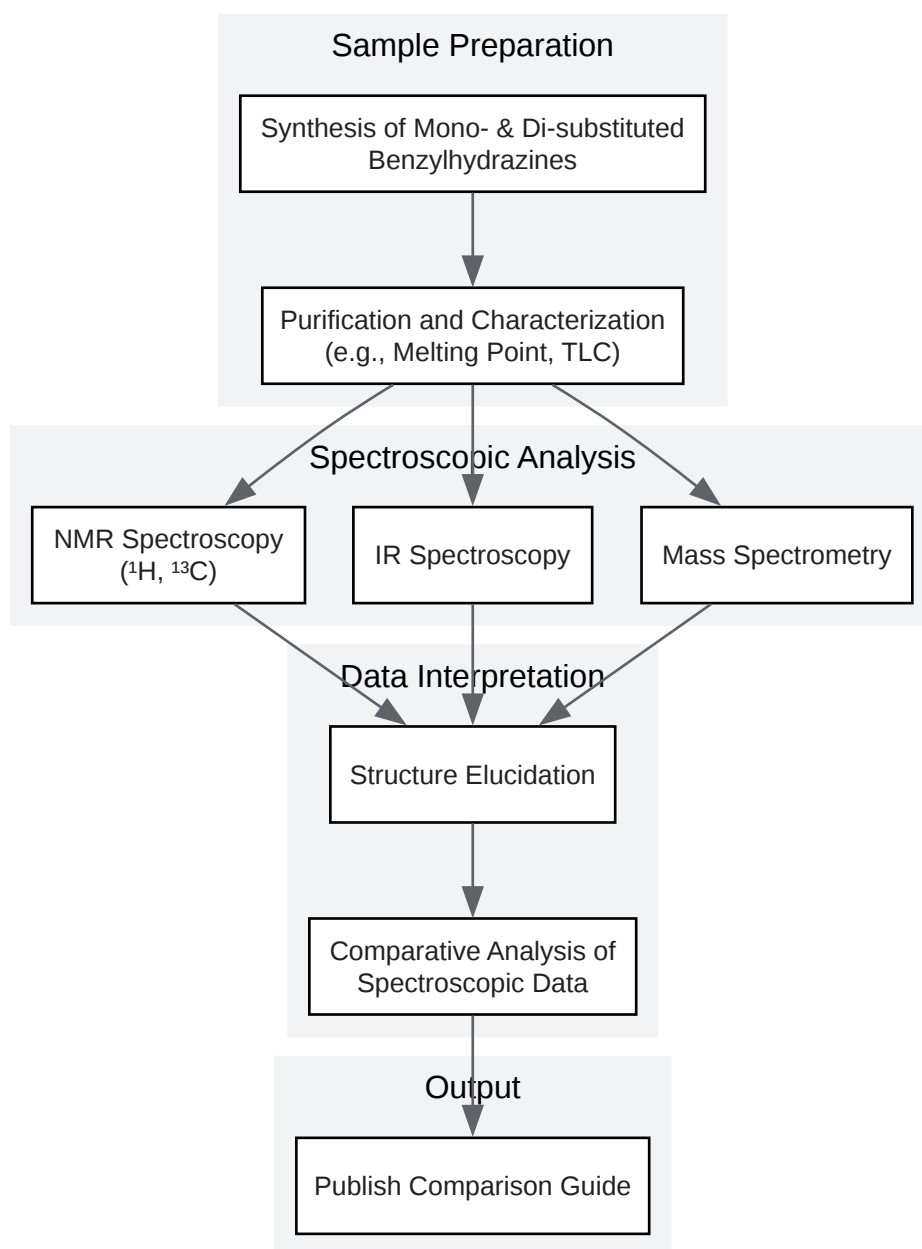 Sample Preparation
Synthesis of Mono- & Di-substituted
Benzylhydrazines
Purification and Characterization
(e.g., Melting Point, TLC)
Spectroscopic Analysis
NMR Spectroscopy
(¹H, ¹³C)
IR Spectroscopy
Mass Spectrometry
Data Interpretation
Structure Elucidation
Comparative Analysis of
Spectroscopic Data
Output
Publish Comparison Guide